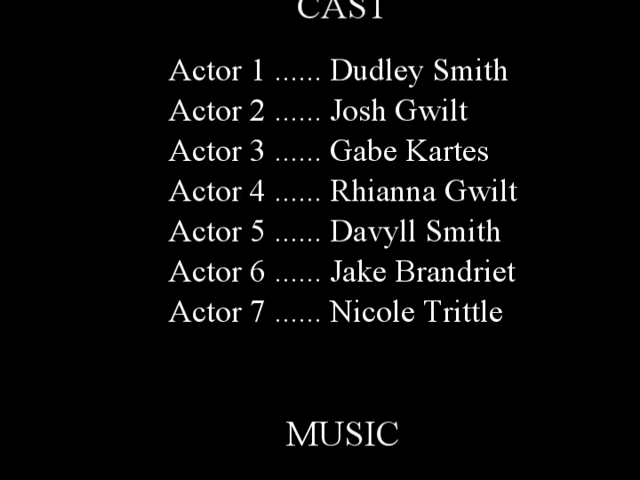 CAST
Actor 1 ...... Dudley Smith
Actor 2 ...... Josh Gwilt
Actor 3 ...... Gabe Kartes
Actor 4 ...... Rhianna Gwilt
Actor 5 ...... Davyll Smith
Actor 6 ...... Jake Brandriet
Actor 7 ...... Nicole Trittle
MUSIC